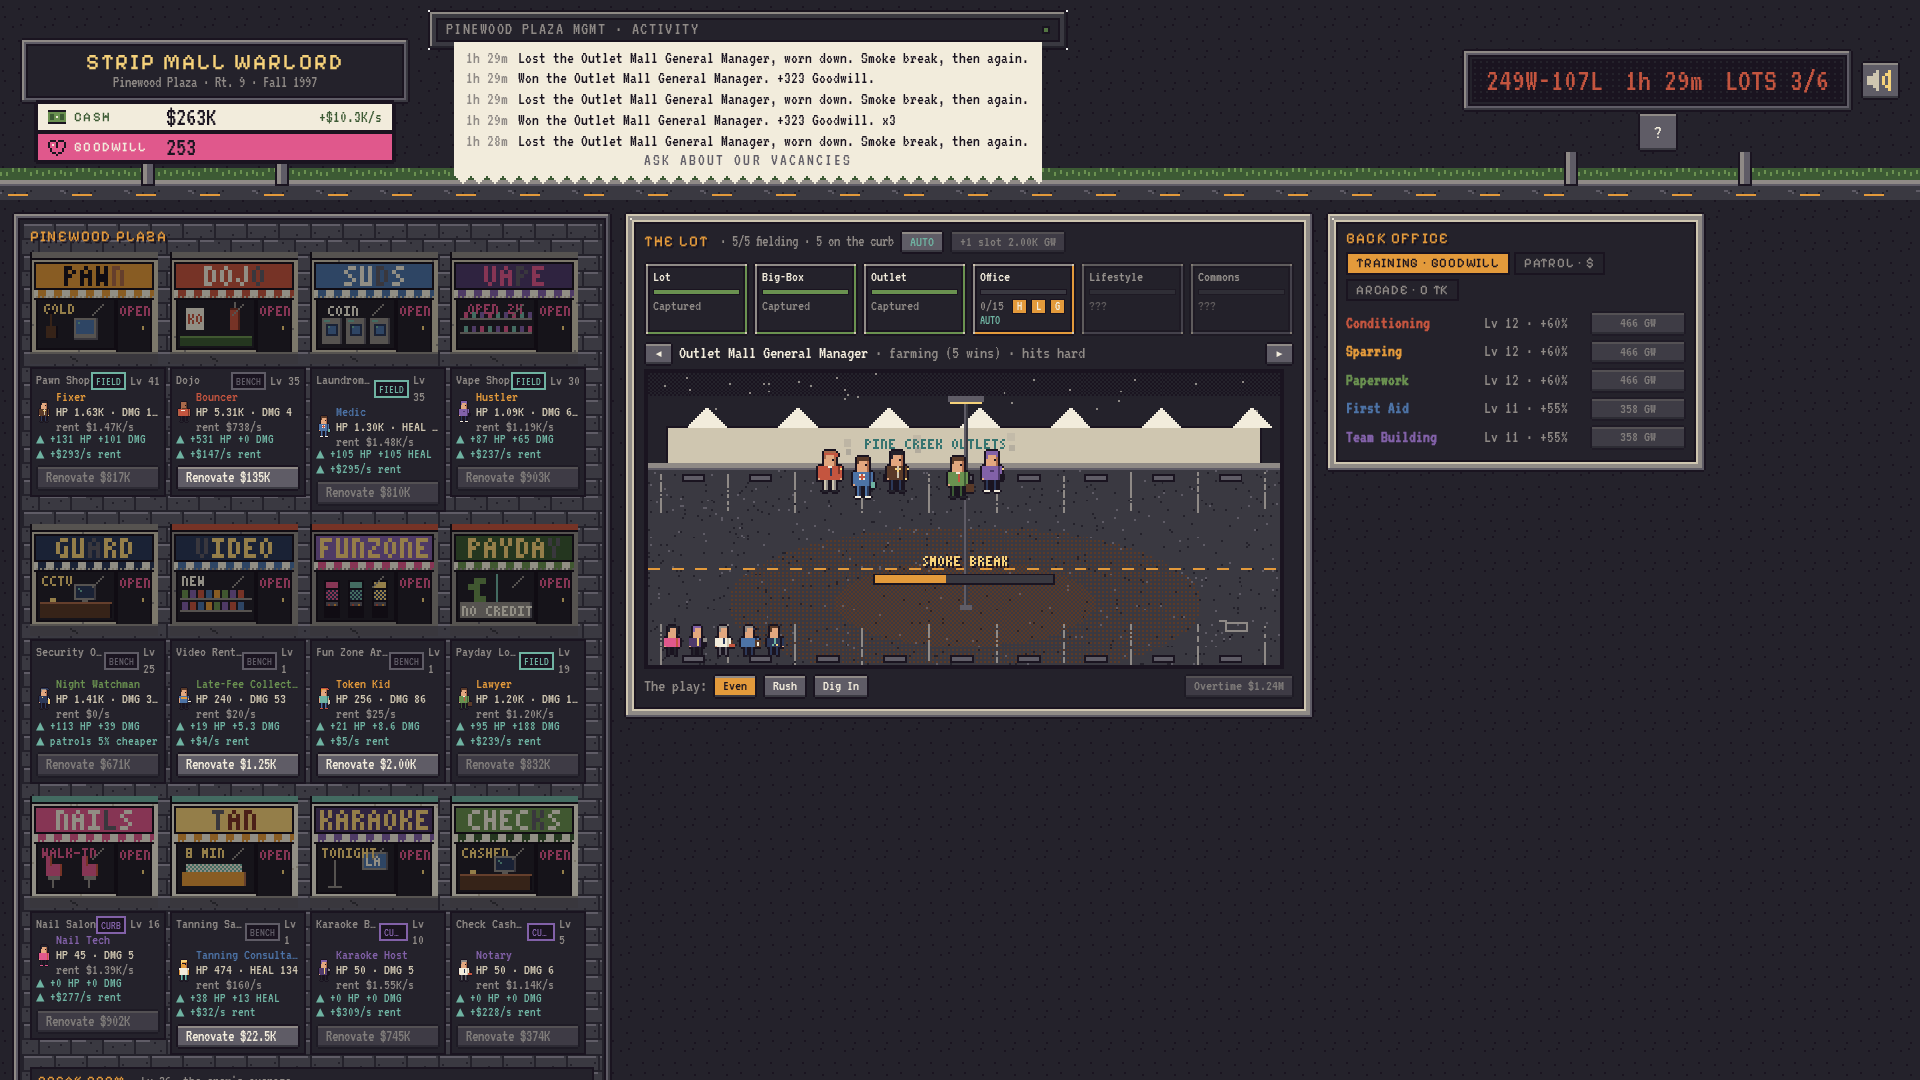 STRIP MALL WARLORD
Pinewood Plaza · Rt. 9 · Fall 1997
CASH $263K +$10.3K/s
GOODWILL 253
PINEWOOD PLAZA MGMT · ACTIVITY
1h 29m Lost the Outlet Mall General Manager, worn down. Smoke break, then again.
1h 29m Won the Outlet Mall General Manager. +323 Goodwill.
1h 29m Lost the Outlet Mall General Manager, worn down. Smoke break, then again.
1h 29m Won the Outlet Mall General Manager. +323 Goodwill. x3
1h 28m Lost the Outlet Mall General Manager, worn down. Smoke break, then again.
ASK ABOUT OUR VACANCIES
249W-107L 1h 29m LOTS 3/6
?
PINEWOOD PLAZA
PAWN DOJO SUDS VAPE
GOLD KO OPEN COIN OPEN OPEN 24 OPEN
OPEN
Pawn Shop FIELD Lv 41
Fixer
HP 1.63K · DMG 1…
rent $1.47K/s
▲ +131 HP +101 DMG
▲ +$293/s rent
Renovate $817K
Dojo BENCH Lv 35
Bouncer
HP 5.31K · DMG 4
rent $738/s
▲ +531 HP +0 DMG
▲ +$147/s rent
Renovate $135K
Laundrom… FIELD Lv 35
Medic
HP 1.30K · HEAL …
rent $1.48K/s
▲ +105 HP +105 HEAL
▲ +$295/s rent
Renovate $810K
Vape Shop FIELD Lv 30
Hustler
HP 1.09K · DMG 6…
rent $1.19K/s
▲ +87 HP +65 DMG
▲ +$237/s rent
Renovate $903K
GUARD VIDEO FUNZONE PAYDAY
CCTV OPEN NEW OPEN OPEN NO CREDIT OPEN
Security O… BENCH Lv 25
Night Watchman
HP 1.41K · DMG 3…
rent $0/s
▲ +113 HP +39 DMG
▲ patrols 5% cheaper
Renovate $671K
Video Rent… BENCH Lv 1
Late-Fee Collect…
HP 240 · DMG 53
rent $20/s
▲ +19 HP +5.3 DMG
▲ +$4/s rent
Renovate $1.25K
Fun Zone Ar… BENCH Lv 1
Token Kid
HP 256 · DMG 86
rent $25/s
▲ +21 HP +8.6 DMG
▲ +$5/s rent
Renovate $2.00K
Payday Lo… FIELD Lv 19
Lawyer
HP 1.20K · DMG 1…
rent $1.20K/s
▲ +95 HP +188 DMG
▲ +$239/s rent
Renovate $832K
NAILS TAN KARAOKE CHECKS
WALK-IN OPEN 8 MIN OPEN TONIGHT LA OPEN CASHED OPEN
Nail Salon CURB Lv 16
Nail Tech
HP 45 · DMG 5
rent $1.39K/s
▲ +0 HP +0 DMG
▲ +$277/s rent
Renovate $902K
Tanning Sa… BENCH Lv 1
Tanning Consulta…
HP 474 · HEAL 134
rent $160/s
▲ +38 HP +13 HEAL
▲ +$32/s rent
Renovate $22.5K
Karaoke B… CU… Lv 10
Karaoke Host
HP 50 · DMG 5
rent $1.55K/s
▲ +0 HP +0 DMG
▲ +$309/s rent
Renovate $745K
Check Cash… CU… Lv 5
Notary
HP 50 · DMG 6
rent $1.14K/s
▲ +0 HP +0 DMG
▲ +$228/s rent
Renovate $374K
THE LOT · 5/5 fielding · 5 on the curb AUTO +1 slot 2.00K GW
Lot Captured
Big-Box Captured
Outlet Captured
Office 0/15 H L G AUTO
Lifestyle ???
Commons ???
◄ Outlet Mall General Manager · farming (5 wins) · hits hard ►
PINE CREEK OUTLETS
SMOKE BREAK
The play: Even Rush Dig In Overtime $1.24M
BACK OFFICE
TRAINING · GOODWILL PATROL · $
ARCADE · 0 TK
Conditioning Lv 12 · +60% 466 GW
Sparring Lv 12 · +60% 466 GW
Paperwork Lv 12 · +60% 466 GW
First Aid Lv 11 · +55% 358 GW
Team Building Lv 11 · +55% 358 GW